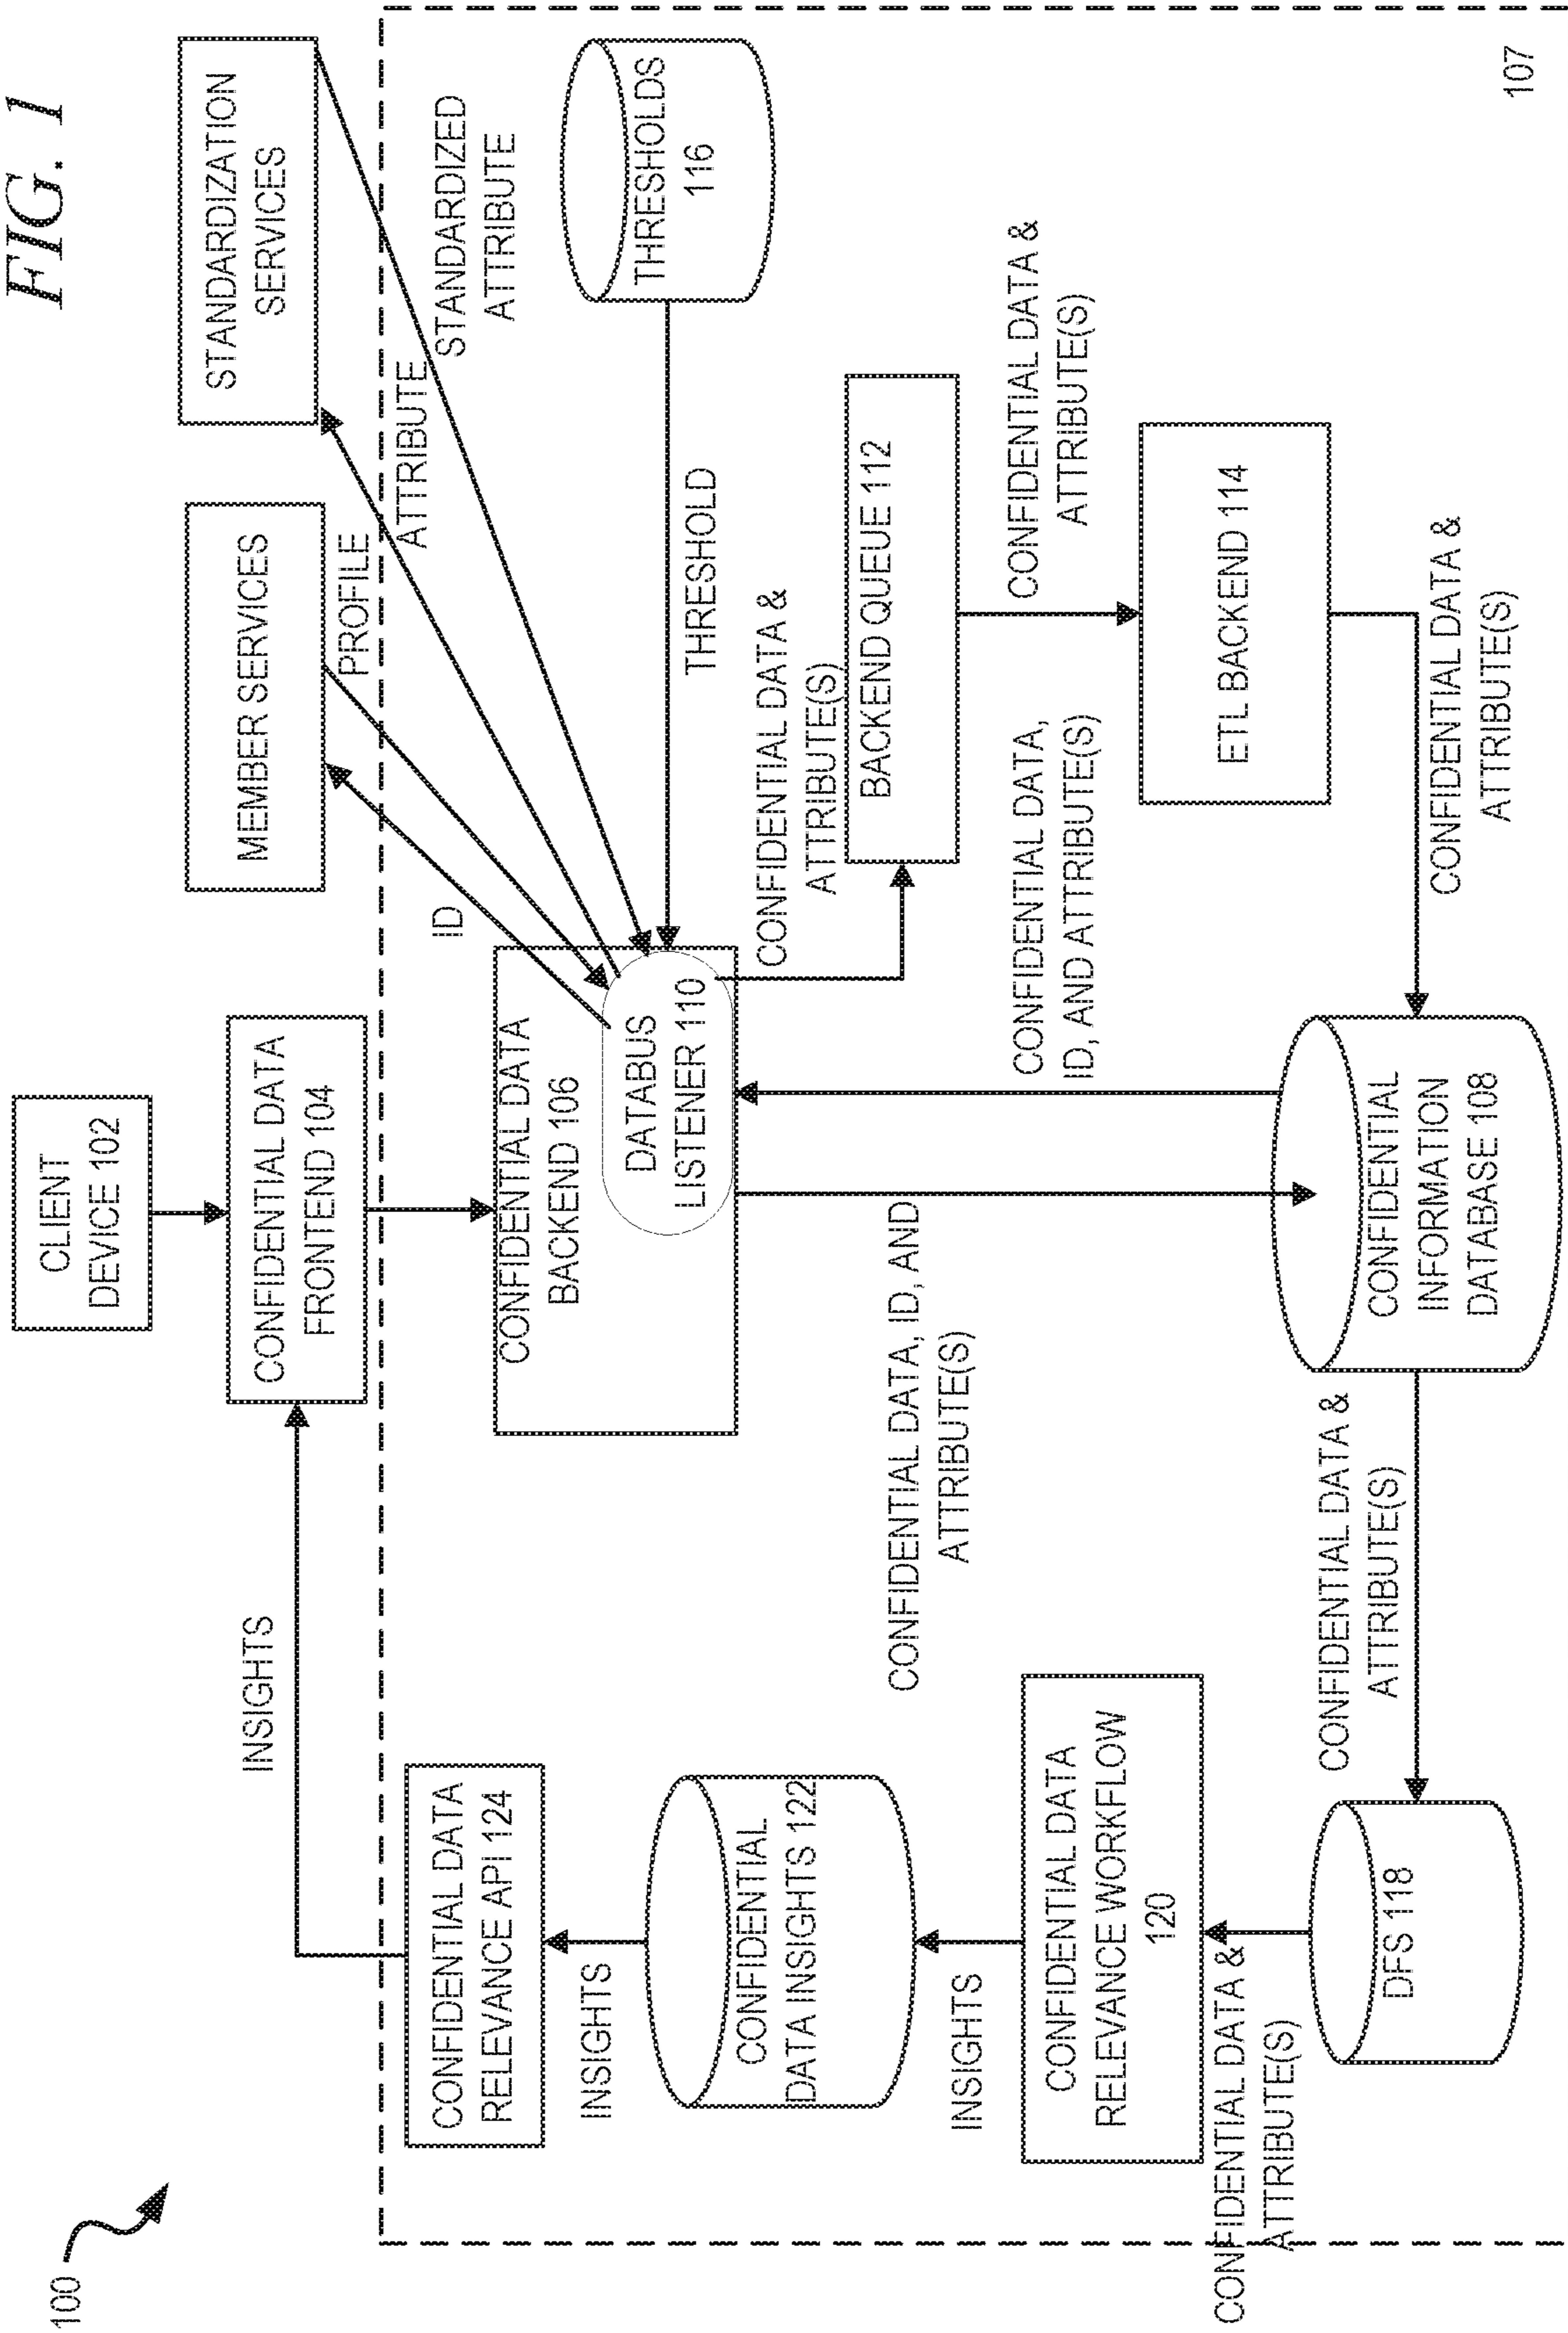 FIG. 1
100
CLIENT
DEVICE 102
CONFIDENTIAL DATA
FRONTEND 104
MEMBER SERVICES
STANDARDIZATION
SERVICES
INSIGHTS
ID
PROFILE
ATTRIBUTE
STANDARDIZED
ATTRIBUTE
CONFIDENTIAL DATA
RELEVANCE API 124
CONFIDENTIAL DATA
BACKEND 106
DATABUS
LISTENER 110
THRESHOLDS
116
THRESHOLD
INSIGHTS
CONFIDENTIAL
DATA INSIGHTS 122
CONFIDENTIAL DATA &
ATTRIBUTE(S)
BACKEND QUEUE 112
CONFIDENTIAL DATA, ID, AND
ATTRIBUTE(S)
CONFIDENTIAL DATA,
ID, AND ATTRIBUTE(S)
CONFIDENTIAL DATA &
ATTRIBUTE(S)
INSIGHTS
CONFIDENTIAL DATA
RELEVANCE WORKFLOW
120
ETL BACKEND 114
CONFIDENTIAL DATA &
ATTRIBUTE(S)
DFS 118
CONFIDENTIAL DATA &
ATTRIBUTE(S)
CONFIDENTIAL
INFORMATION
DATABASE 108
CONFIDENTIAL DATA &
ATTRIBUTE(S)
107